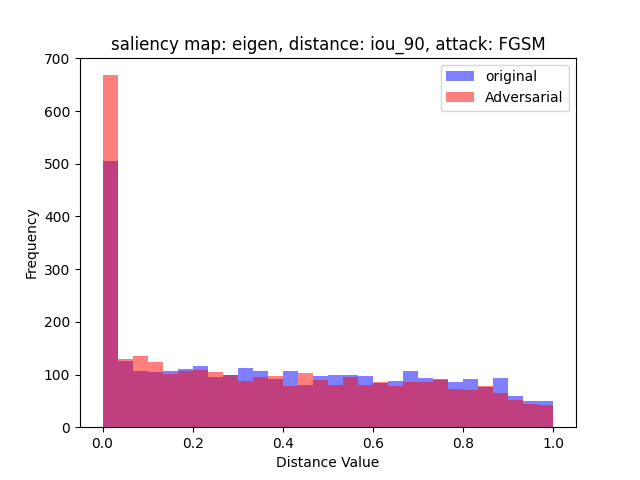 saliency map: eigen, distance: iou_90, attack: FGSM
original
Adversarial
Frequency
700
600
500
400
300
200
100
0
0.0 0.2 0.4 0.6 0.8 1.0
Distance Value